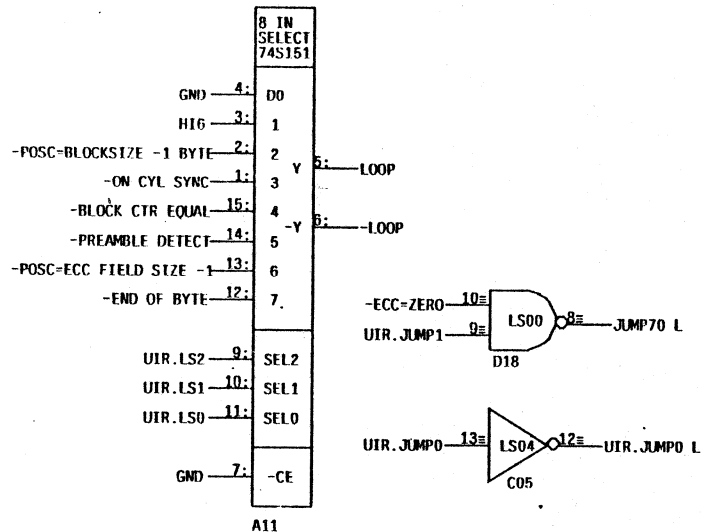 8 IN
SELECT
74S151
GND 4: D0
HI6 3: 1
-POSC=BLOCKSIZE -1 BYTE 2: 2
Y 5: LOOP
-ON CYL SYNC 1: 3
-BLOCK CTR EQUAL 15: 4
-Y 6: -LOOP
-PREAMBLE DETECT 14: 5
-POSC=ECC FIELD SIZE -1 13: 6
-END OF BYTE 12: 7
UIR.LS2 9: SEL2
UIR.LS1 10: SEL1
UIR.LS0 11: SEL0
GND 7: -CE
A11
-ECC=ZERO 10≡
LS00 8≡ JUMP70 L
UIR.JUMP1 9≡
D18
UIR.JUMP0 13≡ LS04 12≡ UIR.JUMP0 L
C05